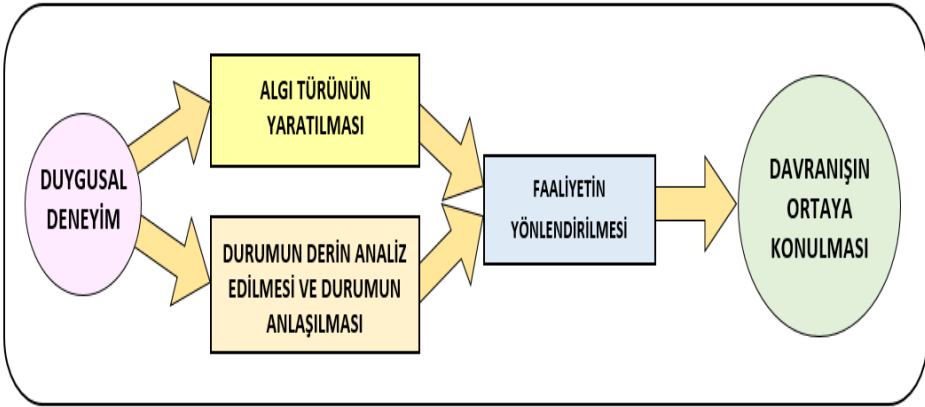 DUYGUSAL
DENEYİM
ALGI TÜRÜNÜN
YARATILMASI
DURUMUN DERİN ANALİZ
EDİLMESİ VE DURUMUN
ANLAŞILMASI
FAALİYETİN
YÖNLENDİRİLMESİ
DAVRANIŞIN
ORTAYA
KONULMASI